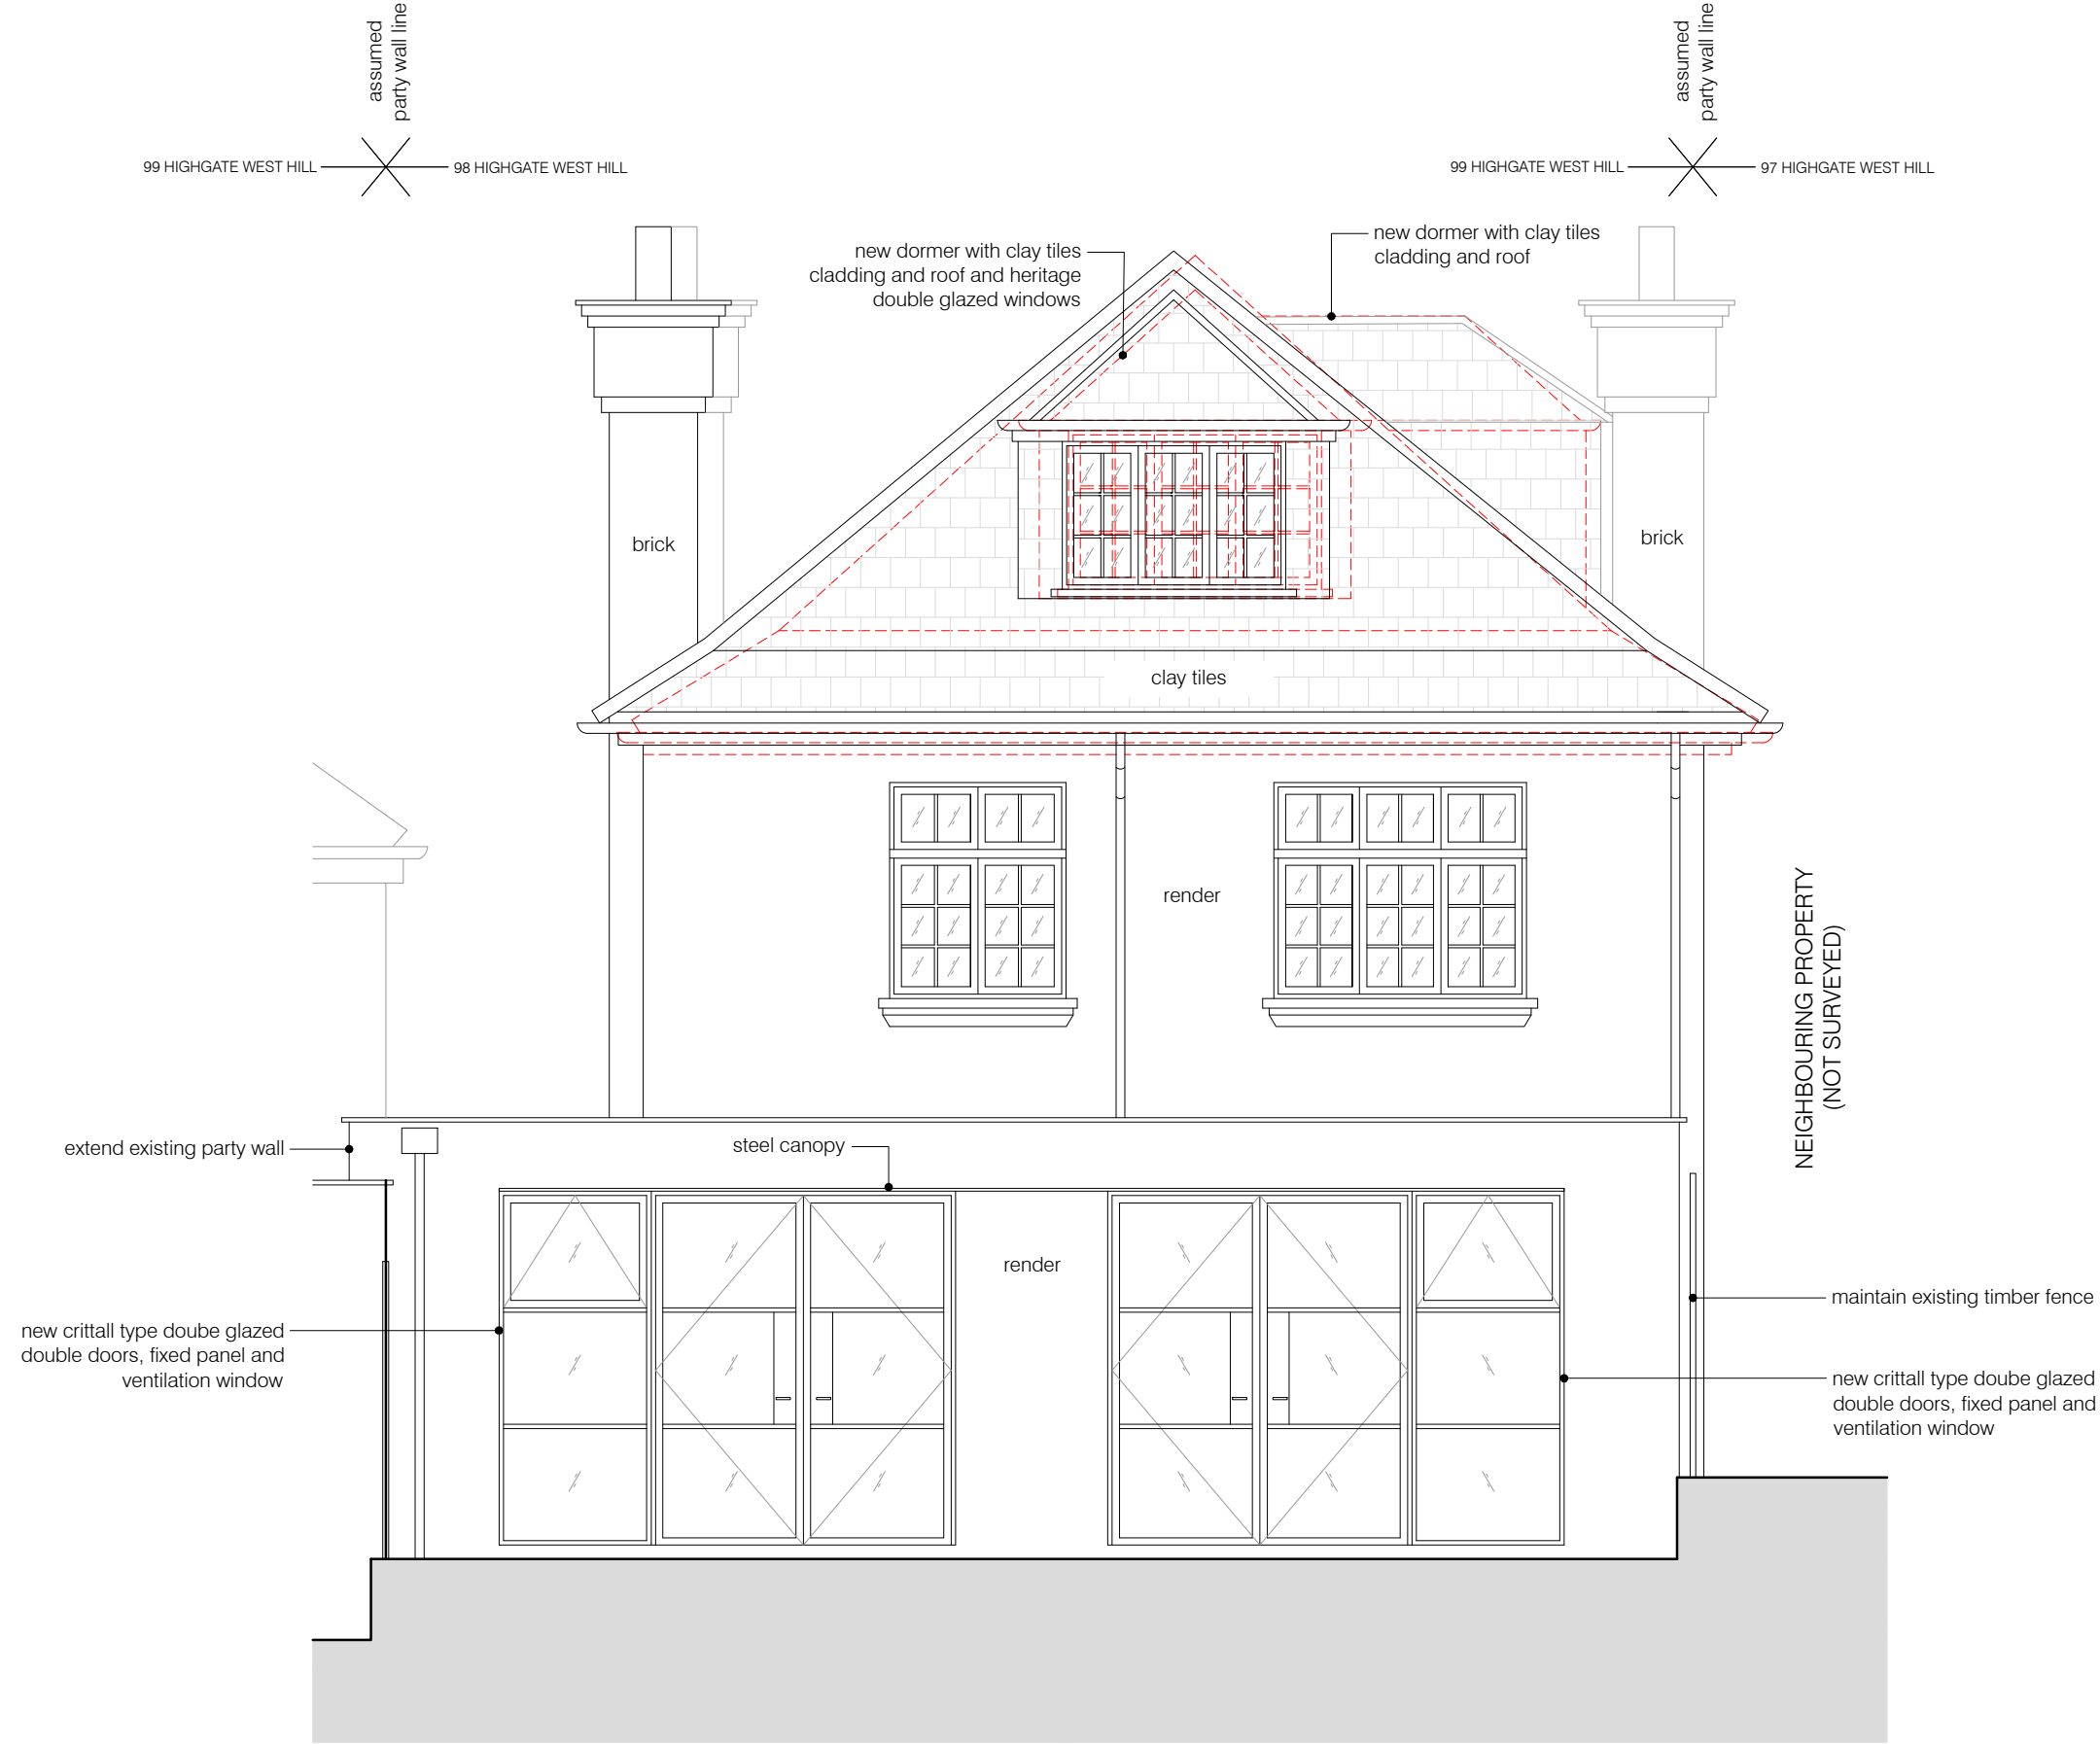 assumed
party wall line
assumed
party wall line
99 HIGHGATE WEST HILL
98 HIGHGATE WEST HILL
99 HIGHGATE WEST HILL
97 HIGHGATE WEST HILL
new dormer with clay tiles
cladding and roof and heritage
double glazed windows
new dormer with clay tiles
cladding and roof
brick
brick
clay tiles
render
NEIGHBOURING PROPERTY
(NOT SURVEYED)
extend existing party wall
steel canopy
render
maintain existing timber fence
new crittall type doube glazed
double doors, fixed panel and
ventilation window
new crittall type doube glazed
double doors, fixed panel and
ventilation window